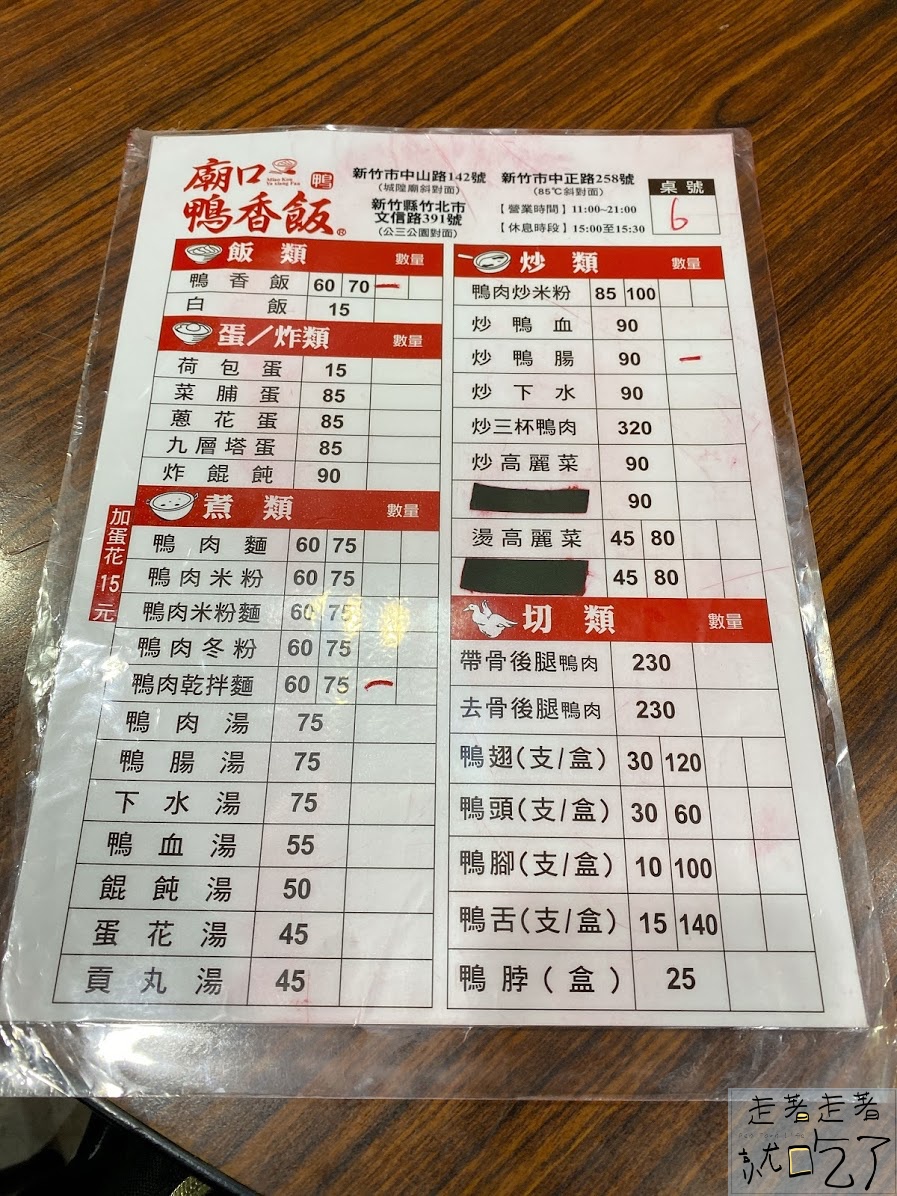 廟口
Miao Kou
Ya xiang Fan
鴨
鴨香飯®
新竹市中山路142號
(城隍廟斜對面)
新竹縣竹北市
文信路391號
(公三公園對面)
新竹市中正路258號
(85℃斜對面)
【營業時間】11:00~21:00
【休息時段】15:00至15:30
桌號
6
飯類 數量
鴨香飯 60 70 一
白飯 15
蛋/炸類 數量
荷包蛋 15
菜脯蛋 85
蔥花蛋 85
九層塔蛋 85
炸餛飩 90
煮類 數量
加蛋花15元
鴨肉麵 60 75
鴨肉米粉 60 75
鴨肉米粉麵 60 75
鴨肉冬粉 60 75
鴨肉乾拌麵 60 75 一
鴨肉湯 75
鴨腸湯 75
下水湯 75
鴨血湯 55
餛飩湯 50
蛋花湯 45
貢丸湯 45
炒類 數量
鴨肉炒米粉 85 100
炒鴨血 90
炒鴨腸 90 一
炒下水 90
炒三杯鴨肉 320
炒高麗菜 90
90
燙高麗菜 45 80
45 80
切類 數量
帶骨後腿鴨肉 230
去骨後腿鴨肉 230
鴨翅(支/盒) 30 120
鴨頭(支/盒) 30 60
鴨腳(支/盒) 10 100
鴨舌(支/盒) 15 140
鴨脖(盒) 25
走著走著
就吃了